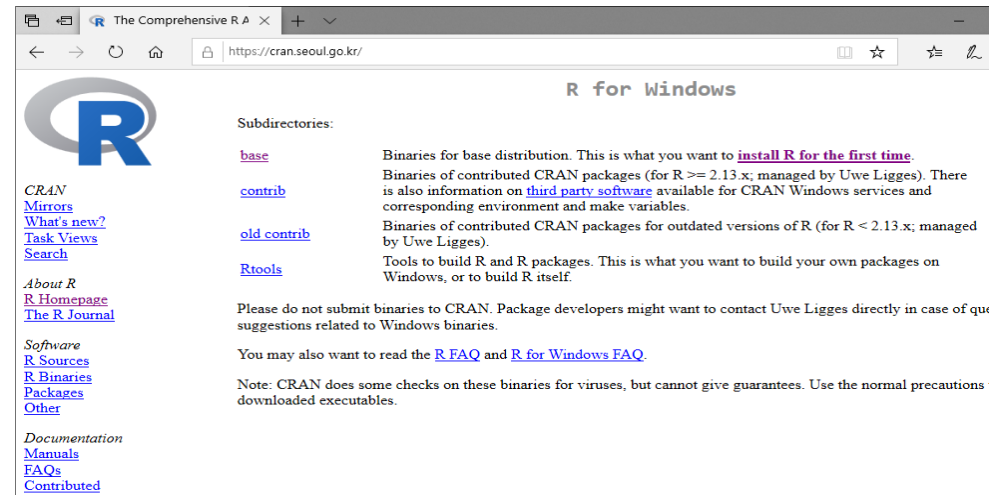 The Comprehensive R A
https://cran.seoul.go.kr/
R
CRAN
Mirrors
What's new?
Task Views
Search
About R
R Homepage
The R Journal
Software
R Sources
R Binaries
Packages
Other
Documentation
Manuals
FAQs
Contributed
R for Windows
Subdirectories:
base
Binaries for base distribution. This is what you want to install R for the first time.
contrib
Binaries of contributed CRAN packages (for R >= 2.13.x; managed by Uwe Ligges). There
is also information on third party software available for CRAN Windows services and
corresponding environment and make variables.
old contrib
Binaries of contributed CRAN packages for outdated versions of R (for R < 2.13.x; managed
by Uwe Ligges).
Rtools
Tools to build R and R packages. This is what you want to build your own packages on
Windows, or to build R itself.
Please do not submit binaries to CRAN. Package developers might want to contact Uwe Ligges directly in case of que
suggestions related to Windows binaries.
You may also want to read the R FAQ and R for Windows FAQ.
Note: CRAN does some checks on these binaries for viruses, but cannot give guarantees. Use the normal precautions
downloaded executables.